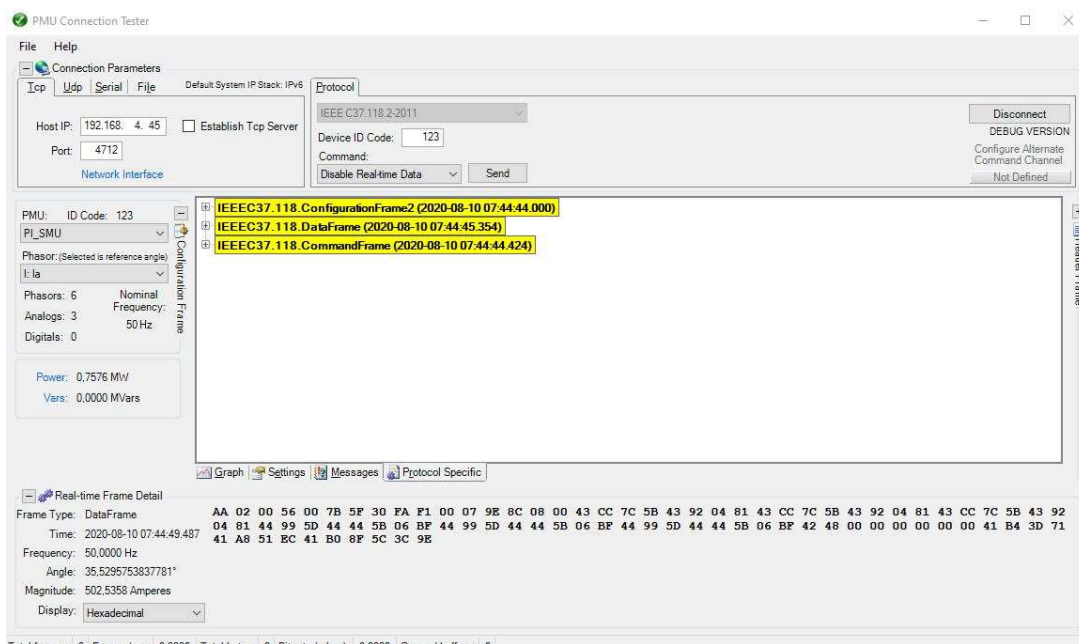 PMU Connection Tester
File Help
Connection Parameters
Tcp Udp Serial File Default System IP Stack: IPv6 Protocol
Host IP: 192.168. 4. 45 Establish Tcp Server
Port: 4712
Network Interface
IEEE C37.118.2-2011
Device ID Code: 123
Command:
Disable Real-time Data Send
Disconnect
DEBUG VERSION
Configure Alternate
Command Channel
Not Defined
PMU: ID Code: 123
PI_SMU
Phasor: (Selected is reference angle)
I: Ia
Phasors: 6 Nominal
Frequency:
Analogs: 3 50 Hz
Digitals: 0
Configuration Frame
Power: 0,7576 MW
Vars: 0,0000 MVars
IEEEC37.118.ConfigurationFrame2 (2020-08-10 07:44:44.000)
IEEEC37.118.DataFrame (2020-08-10 07:44:45.354)
IEEEC37.118.CommandFrame (2020-08-10 07:44:44.424)
Header Frame
Graph Settings Messages Protocol Specific
Real-time Frame Detail
Frame Type: DataFrame
Time: 2020-08-10 07:44:49.487
Frequency: 50,0000 Hz
Angle: 35,5295753837781°
Magnitude: 502,5358 Amperes
Display: Hexadecimal
AA 02 00 56 00 7B 5F 30 FA F1 00 07 9E 8C 08 00 43 CC 7C 5B 43 92 04 81 43 CC 7C 5B 43 92 04 81 43 CC 7C 5B 43 92
04 81 44 99 5D 44 44 5B 06 BF 44 99 5D 44 44 5B 06 BF 44 99 5D 44 44 5B 06 BF 42 48 00 00 00 00 00 00 41 B4 3D 71
41 A8 51 EC 41 B0 8F 5C 3C 9E